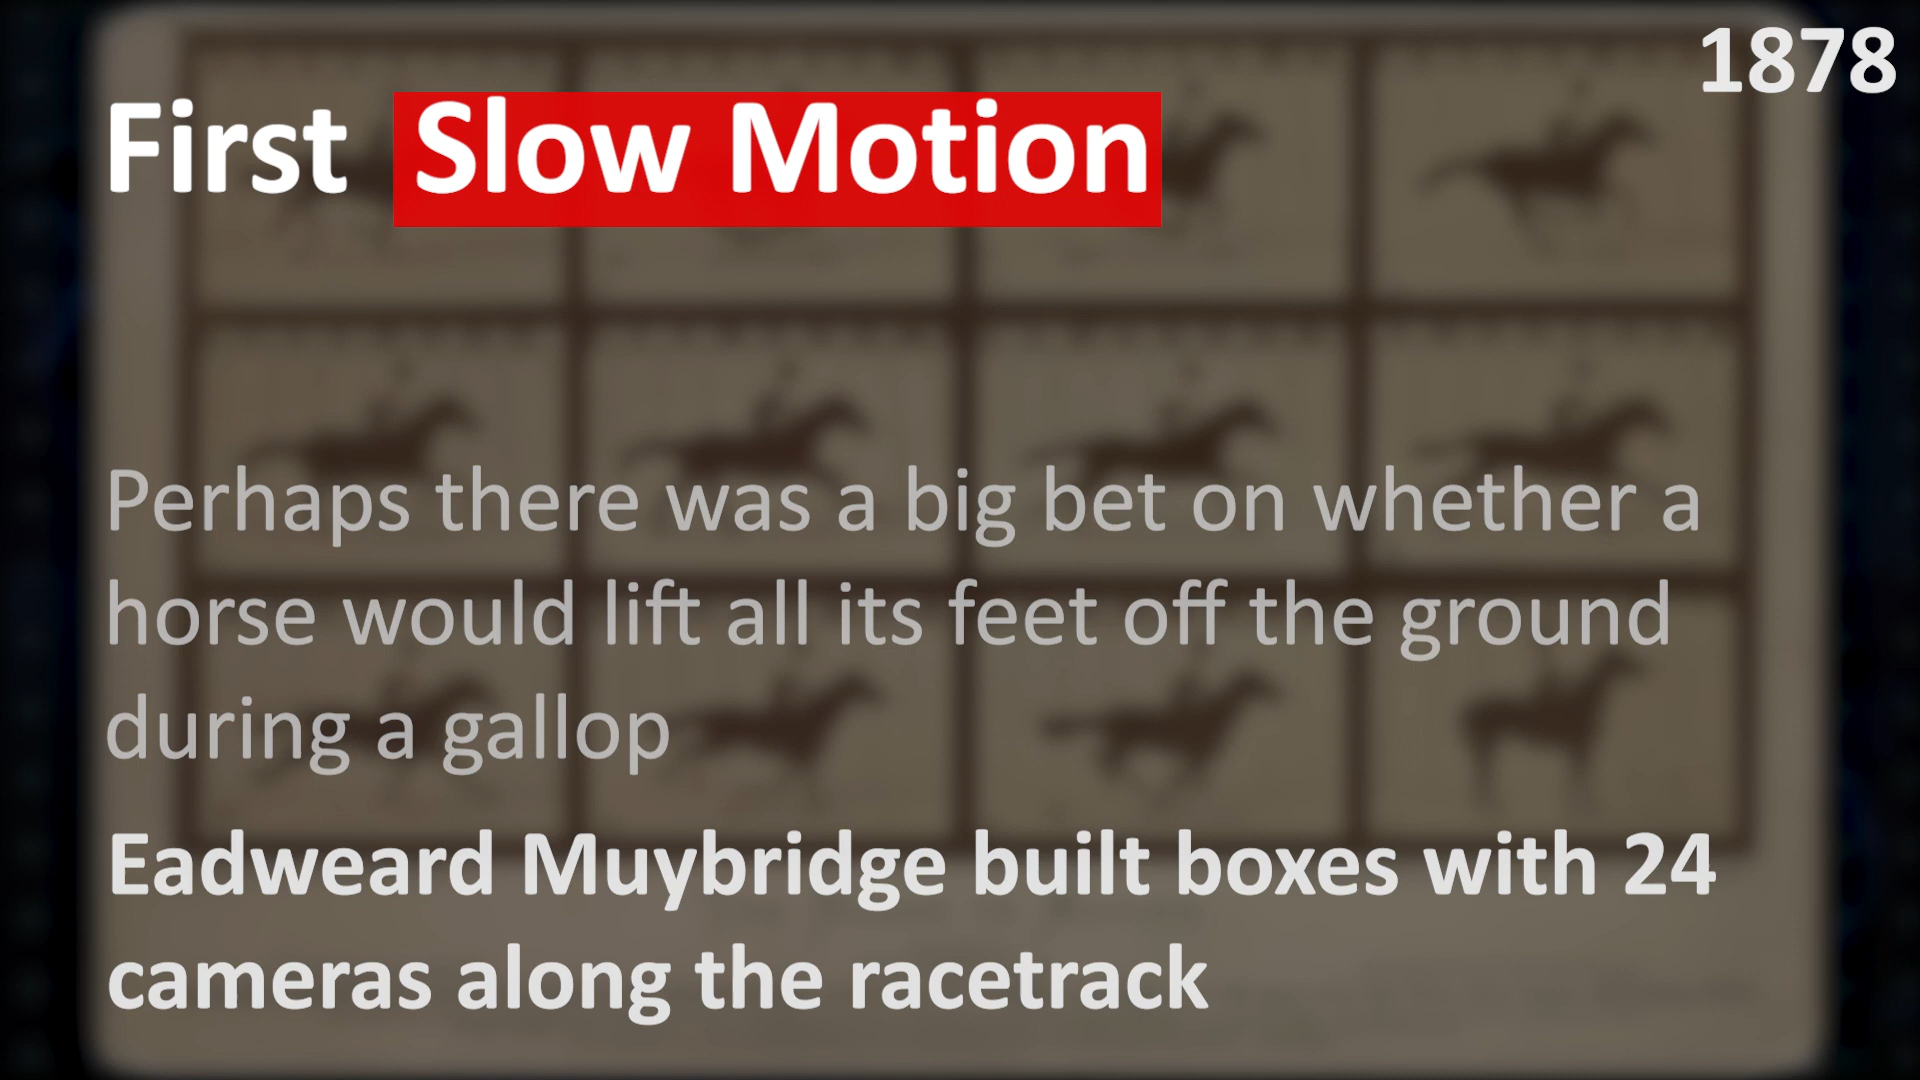 1878
First Slow Motion
Perhaps there was a big bet on whether a
horse would lift all its feet off the ground
during a gallop
Eadweard Muybridge built boxes with 24
cameras along the racetrack